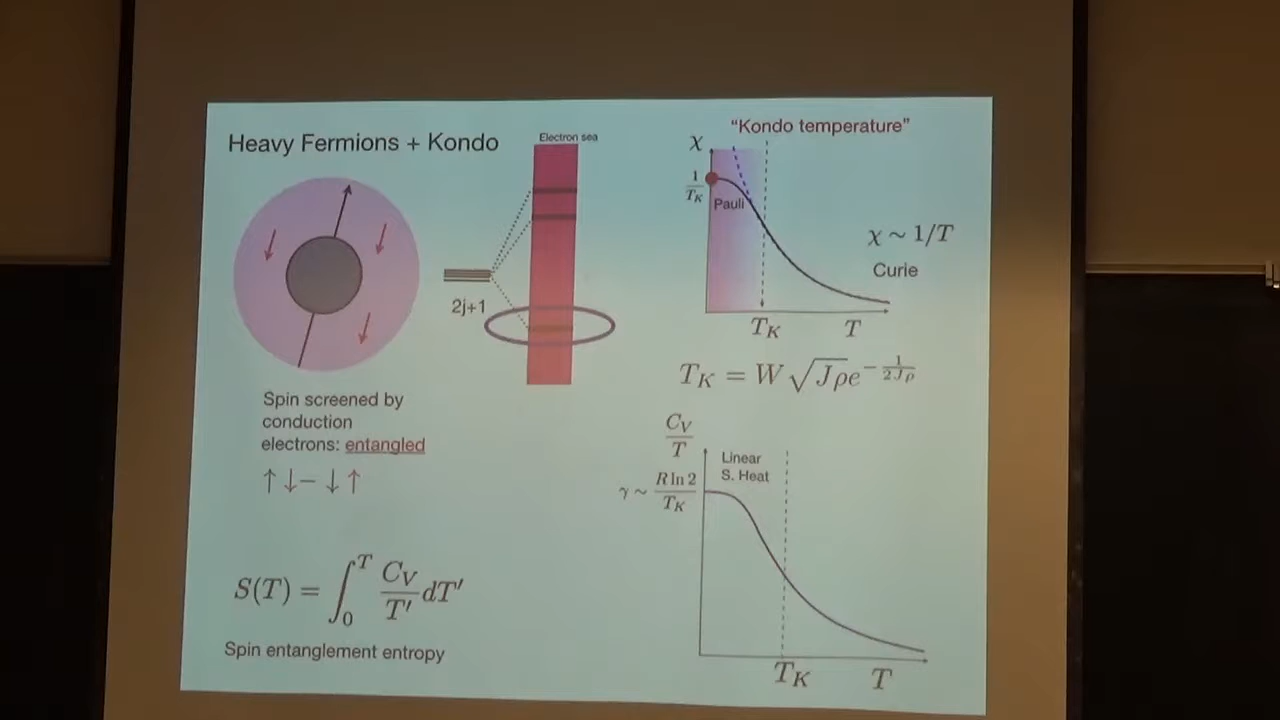 Heavy Fermions + Kondo
Electron sea
2j+1
Spin screened by
conduction
electrons: entangled
↑↓−↓↑
S(T) = ∫₀ᵀ C_V/T′ dT′
Spin entanglement entropy
“Kondo temperature”
χ
1/T_K
Pauli
χ ∼ 1/T
Curie
T_K T
T_K = W√(Jρ)e^{−1/(2Jρ)}
C_V/T
Linear
S. Heat
γ ∼ R ln 2/T_K
T_K T